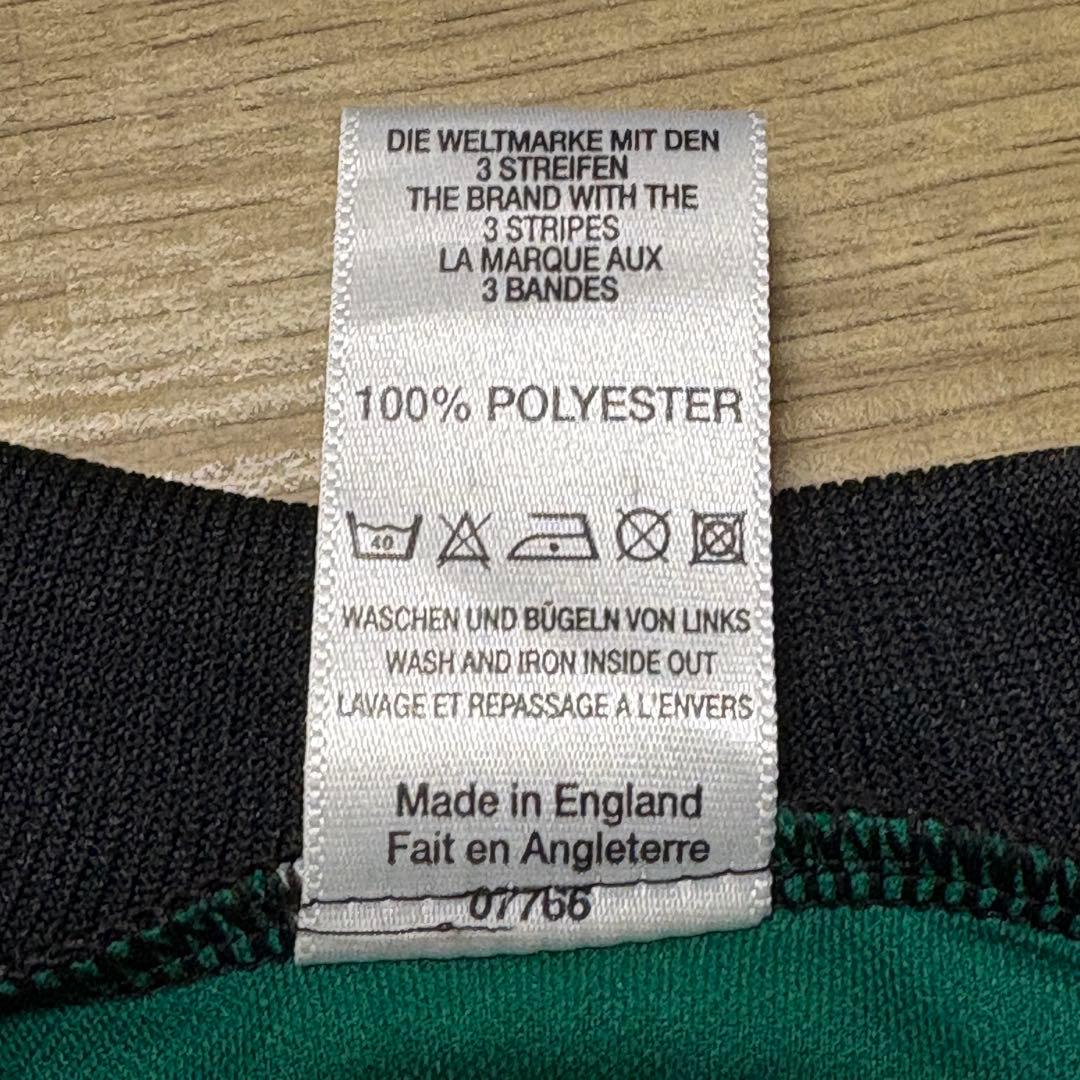 DIE WELTMARKE MIT DEN
3 STREIFEN
THE BRAND WITH THE
3 STRIPES
LA MARQUE AUX
3 BANDES
100% POLYESTER
40
WASCHEN UND BÜGELN VON LINKS
WASH AND IRON INSIDE OUT
LAVAGE ET REPASSAGE A L'ENVERS
Made in England
Fait en Angleterre
07766